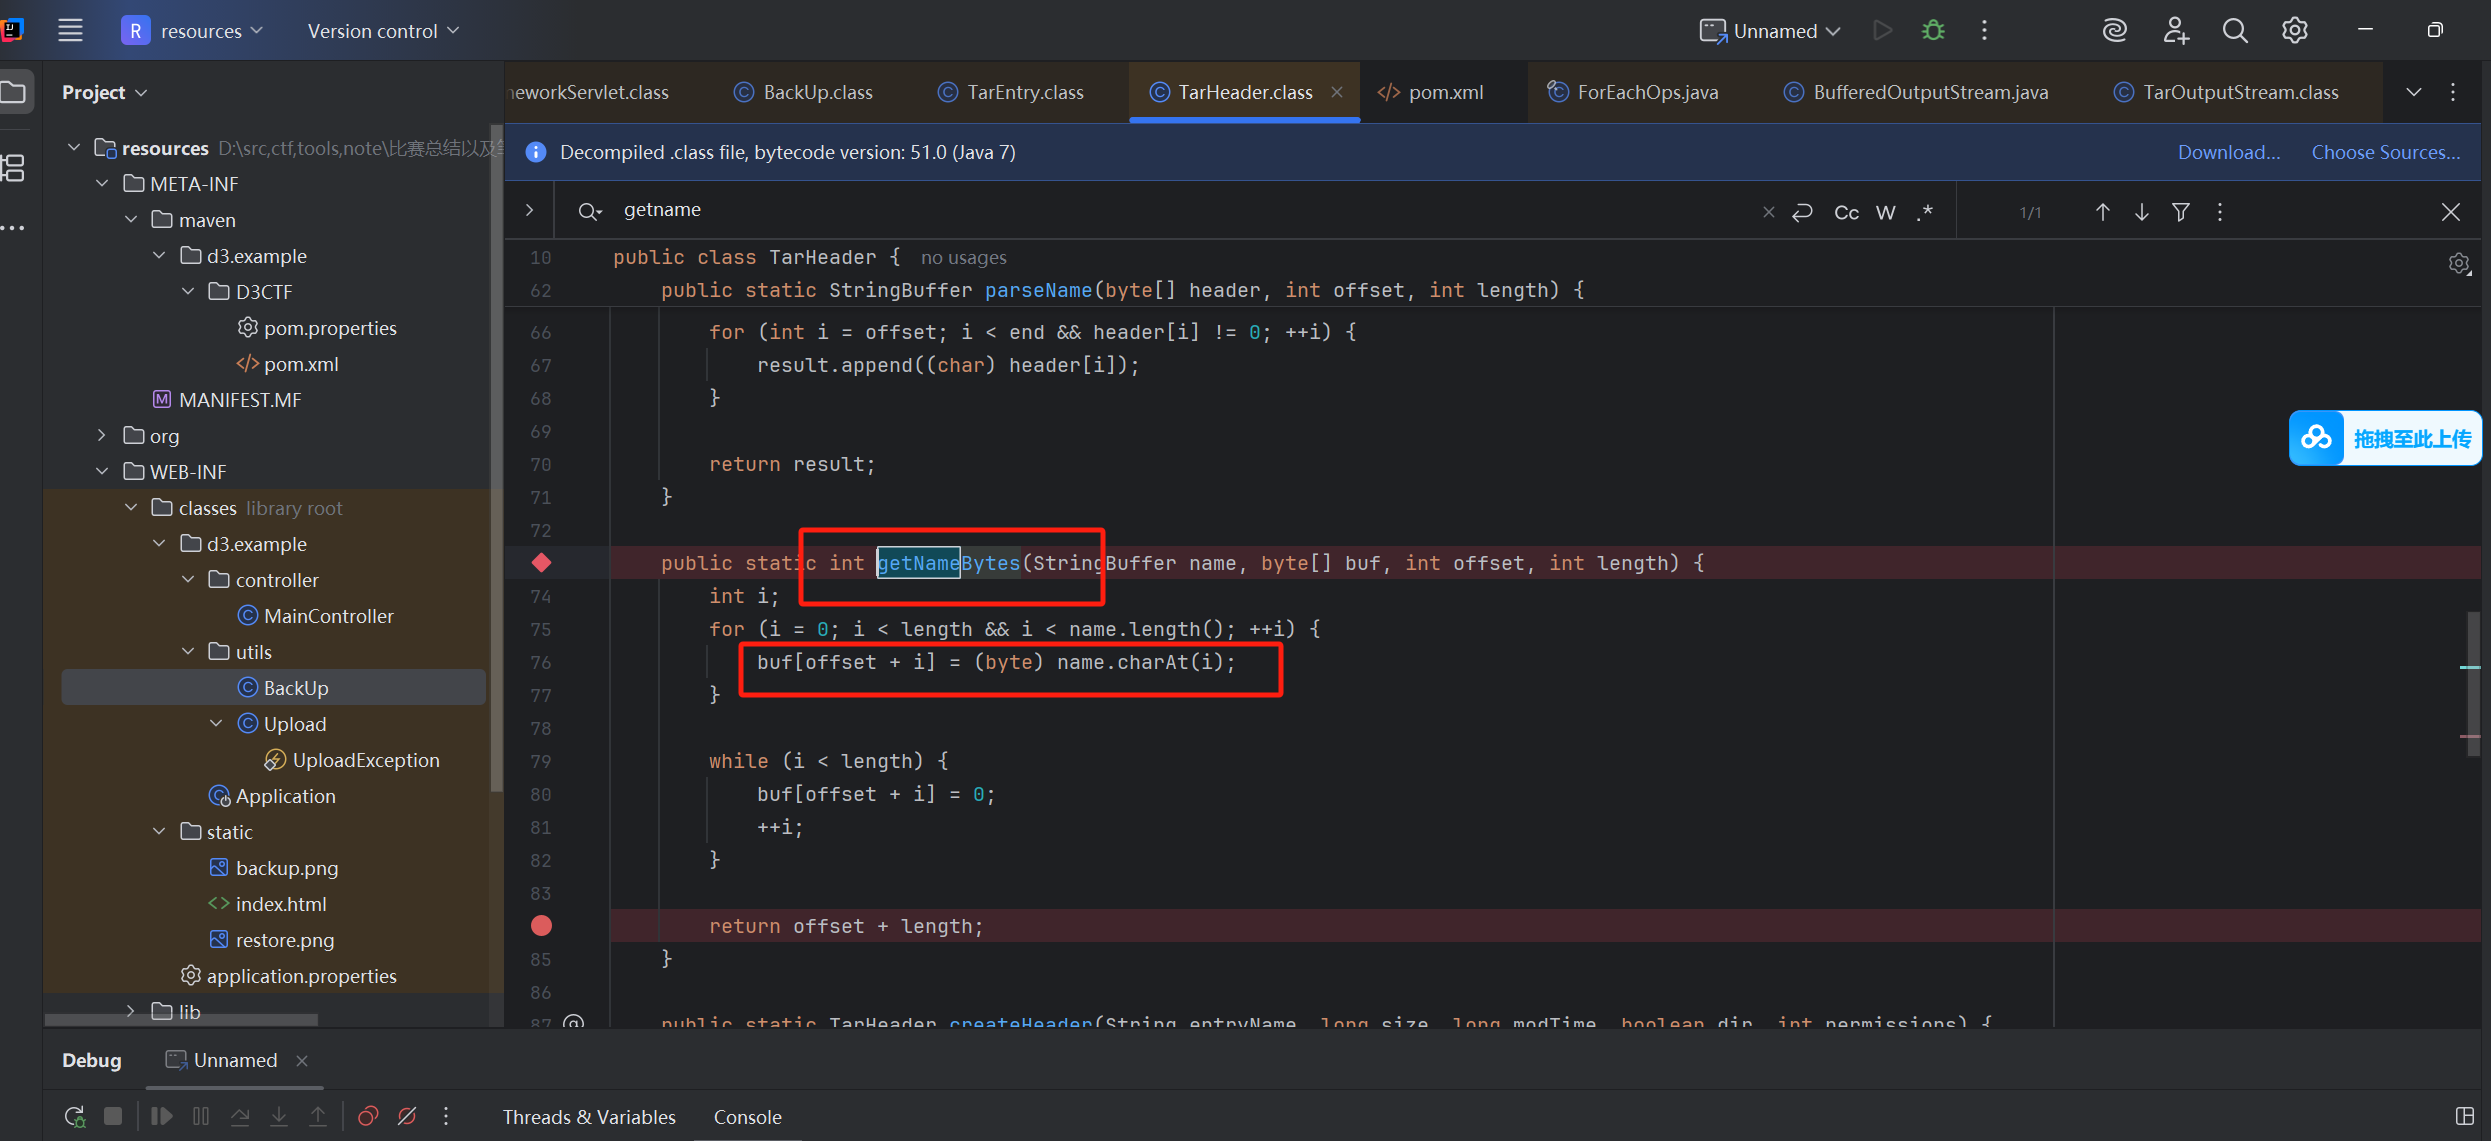 R resources Version control Unnamed
Project
eworkServlet.class BackUp.class TarEntry.class TarHeader.class pom.xml ForEachOps.java BufferedOutputStream.java TarOutputStream.class
Decompiled .class file, bytecode version: 51.0 (Java 7) Download... Choose Sources...
getname Cc W .* 1/1
resources D:\src,ctf,tools,note\比赛总结以及
META-INF
maven
d3.example
D3CTF
pom.properties
pom.xml
MANIFEST.MF
org
WEB-INF
classes library root
d3.example
controller
MainController
utils
BackUp
Upload
UploadException
Application
static
backup.png
index.html
restore.png
application.properties
lib
10 public class TarHeader { no usages
62 public static StringBuffer parseName(byte[] header, int offset, int length) {
66 for (int i = offset; i < end && header[i] != 0; ++i) {
67 result.append((char) header[i]);
68 }
69
70 return result;
71 }
72
public static int getNameBytes(StringBuffer name, byte[] buf, int offset, int length) {
74 int i;
75 for (i = 0; i < length && i < name.length(); ++i) {
76 buf[offset + i] = (byte) name.charAt(i);
77 }
78
79 while (i < length) {
80 buf[offset + i] = 0;
81 ++i;
82 }
83
return offset + length;
85 }
86
87 @ public static TarHeader createHeader(String entryName, long size, long modTime, boolean dir, int permissions) {
拖拽至此上传
Debug Unnamed
Threads & Variables Console